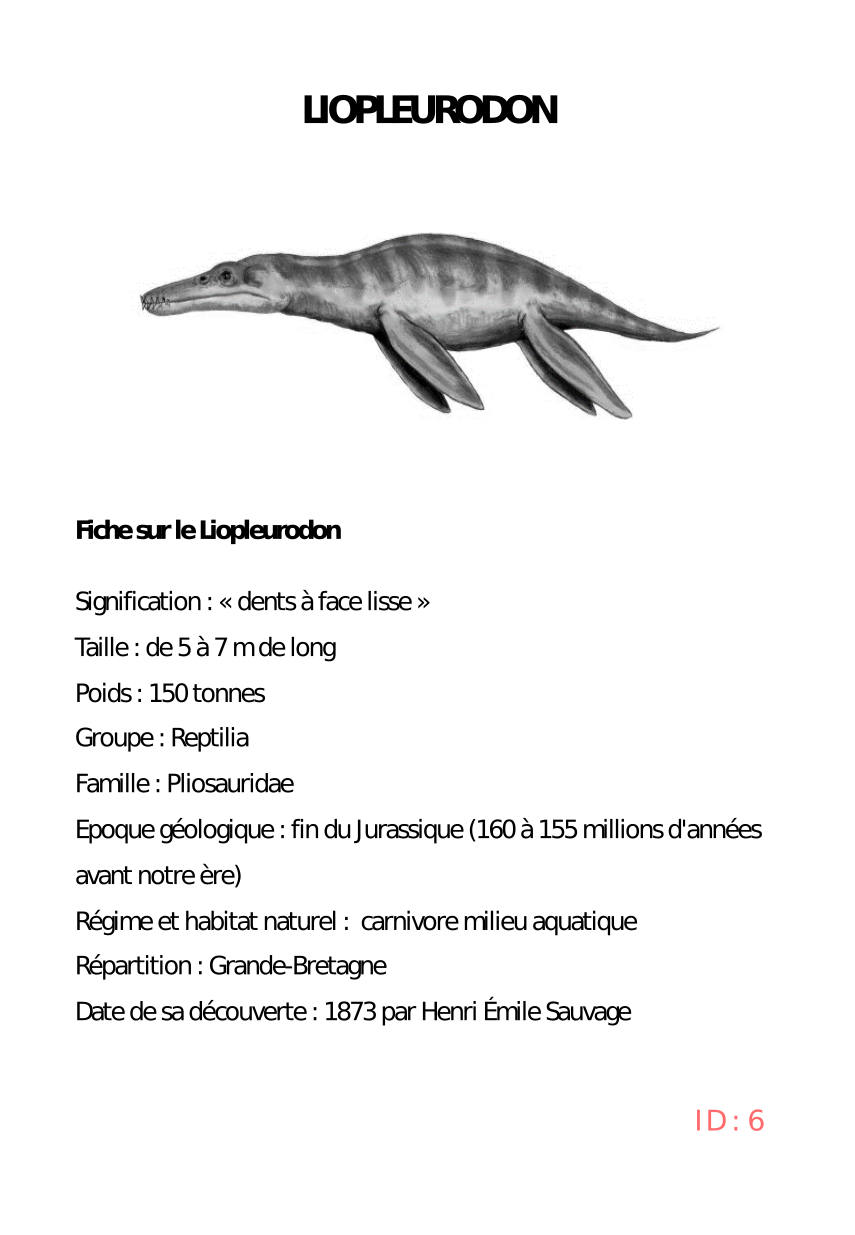 LIOPLEURODON
Fiche sur le Liopleurodon
Signification : « dents à face lisse »
Taille : de 5 à 7 m de long
Poids : 150 tonnes
Groupe : Reptilia
Famille : Pliosauridae
Epoque géologique : fin du Jurassique (160 à 155 millions d'années
avant notre ère)
Régime et habitat naturel :  carnivore milieu aquatique
Répartition : Grande-Bretagne
Date de sa découverte : 1873 par Henri Émile Sauvage
ID : 6